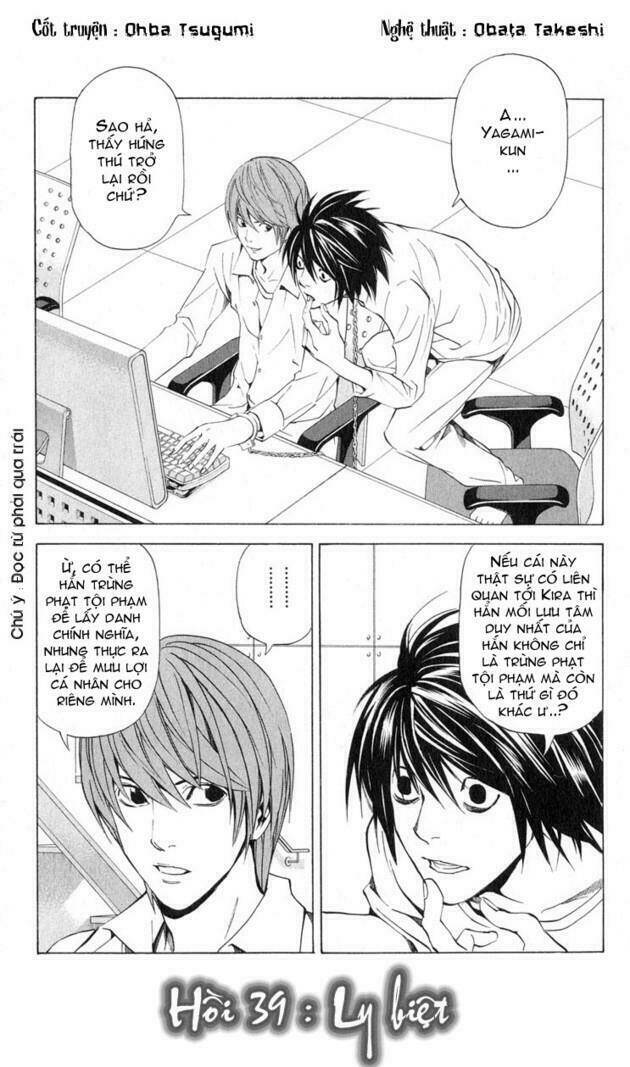 Cốt truyện : Ohba Tsugumi
Nghệ thuật : Obata Takeshi
A...
Yagami-
kun
...
Sao hả,
thấy hứng
thú trở
lại rồi
chứ?
Chú ý : Đọc từ phải qua trái
Nếu cái này
thật sự có liên
quan tới Kira thì
hẳn mối lưu tâm
duy nhất của
hắn không chỉ
là trừng phạt
tội phạm mà còn
là thứ gì đó
khác ư..?
......
Ừ, có thể
hắn trừng
phạt tội phạm
để lấy danh
chính nghĩa,
nhưng thực ra
lại để mưu lợi
cá nhân cho
riêng mình.
Hồi 39 : Ly biệt